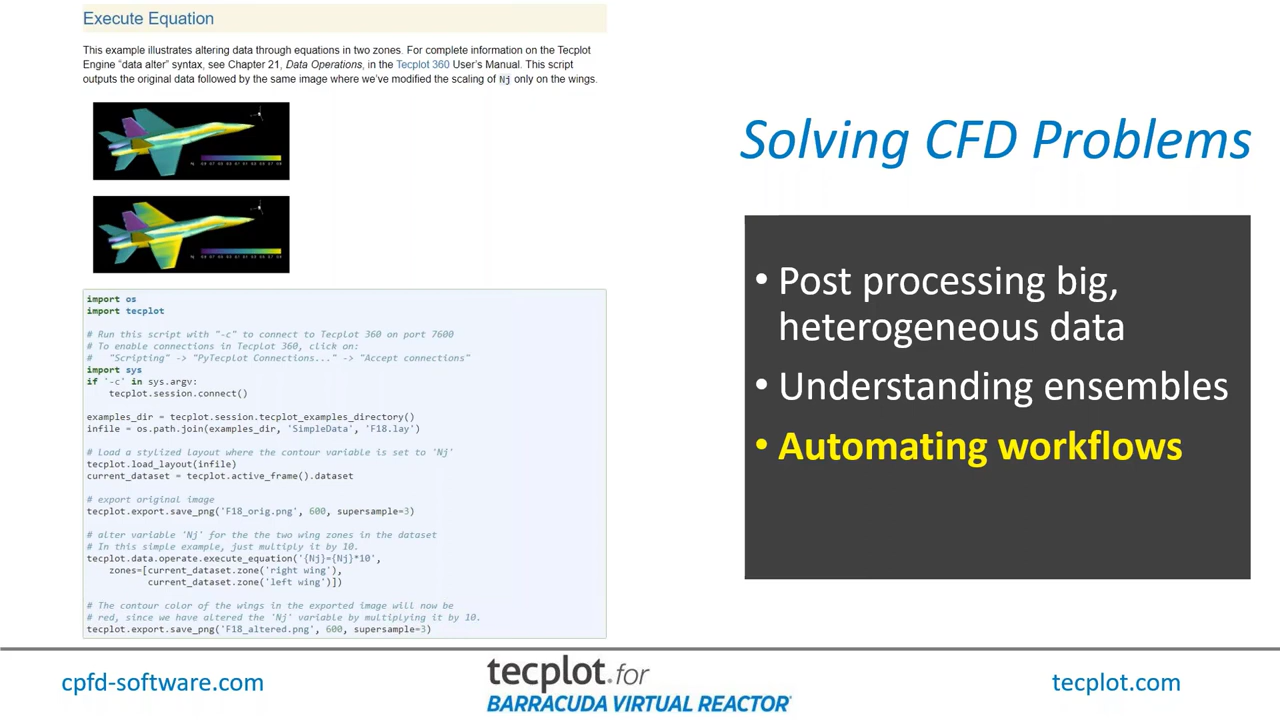 Execute Equation
This example illustrates altering data through equations in two zones. For complete information on the Tecplot
Engine “data alter” syntax, see Chapter 21, Data Operations, in the Tecplot 360 User’s Manual. This script
outputs the original data followed by the same image where we’ve modified the scaling of Nj only on the wings.
import os
import tecplot
# Run this script with "-c" to connect to Tecplot 360 on port 7600
# To enable connections in Tecplot 360, click on:
#   "Scripting" -> "PyTecplot Connections..." -> "Accept connections"
import sys
if '-c' in sys.argv:
    tecplot.session.connect()
examples_dir = tecplot.session.tecplot_examples_directory()
infile = os.path.join(examples_dir, 'SimpleData', 'F18.lay')
# Load a stylized layout where the contour variable is set to 'Nj'
tecplot.load_layout(infile)
current_dataset = tecplot.active_frame().dataset
# export original image
tecplot.export.save_png('F18_orig.png', 600, supersample=3)
# alter variable 'Nj' for the the two wing zones in the dataset
# In this simple example, just multiply it by 10.
tecplot.data.operate.execute_equation('{Nj}={Nj}*10',
    zones=[current_dataset.zone('right wing'),
           current_dataset.zone('left wing')])
# The contour color of the wings in the exported image will now be
# red, since we have altered the 'Nj' variable by multiplying it by 10.
tecplot.export.save_png('F18_altered.png', 600, supersample=3)
Solving CFD Problems
• Post processing big,
heterogeneous data
• Understanding ensembles
• Automating workflows
cpfd-software.com
tecplot.for
BARRACUDA VIRTUAL REACTOR
tecplot.com